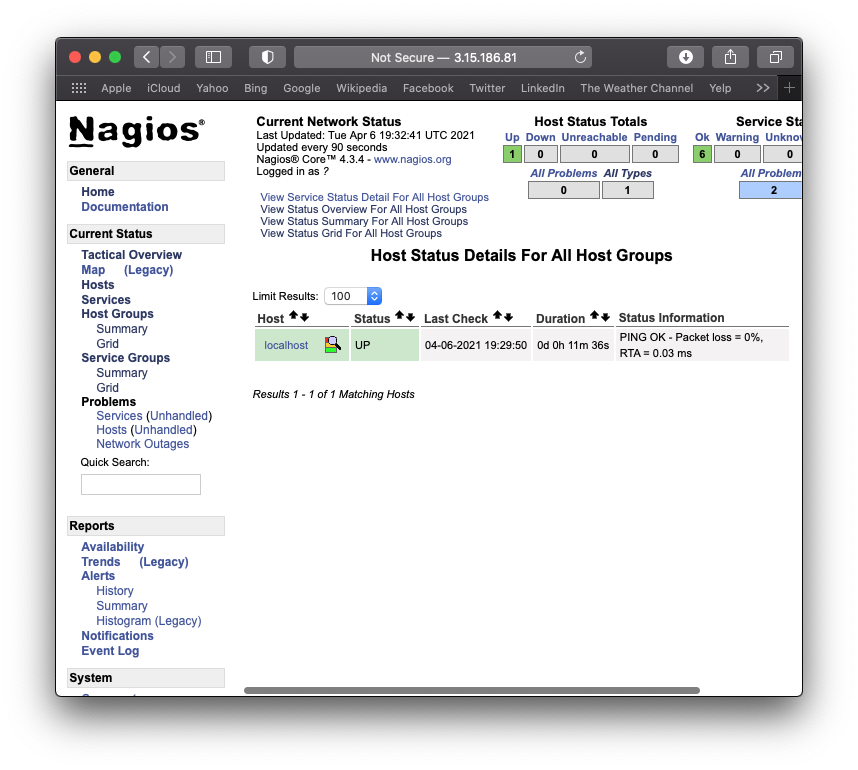 Not Secure — 3.15.186.81
Apple iCloud Yahoo Bing Google Wikipedia Facebook Twitter LinkedIn The Weather Channel Yelp >> +
Nagios®
General
Home
Documentation
Current Status
Tactical Overview
Map (Legacy)
Hosts
Services
Host Groups
Summary
Grid
Service Groups
Summary
Grid
Problems
Services (Unhandled)
Hosts (Unhandled)
Network Outages
Quick Search:
Reports
Availability
Trends (Legacy)
Alerts
History
Summary
Histogram (Legacy)
Notifications
Event Log
System
Current Network Status
Last Updated: Tue Apr 6 19:32:41 UTC 2021
Updated every 90 seconds
Nagios® Core™ 4.3.4 - www.nagios.org
Logged in as ?
View Service Status Detail For All Host Groups
View Status Overview For All Host Groups
View Status Summary For All Host Groups
View Status Grid For All Host Groups
Host Status Totals
Up Down Unreachable Pending
1 0 0 0
All Problems All Types
0 1
Service Sta
Ok Warning Unknov
6 0 0
All Problem
2
Host Status Details For All Host Groups
Limit Results: 100
Host Status Last Check Duration Status Information
localhost UP 04-06-2021 19:29:50 0d 0h 11m 36s PING OK - Packet loss = 0%,
RTA = 0.03 ms
Results 1 - 1 of 1 Matching Hosts